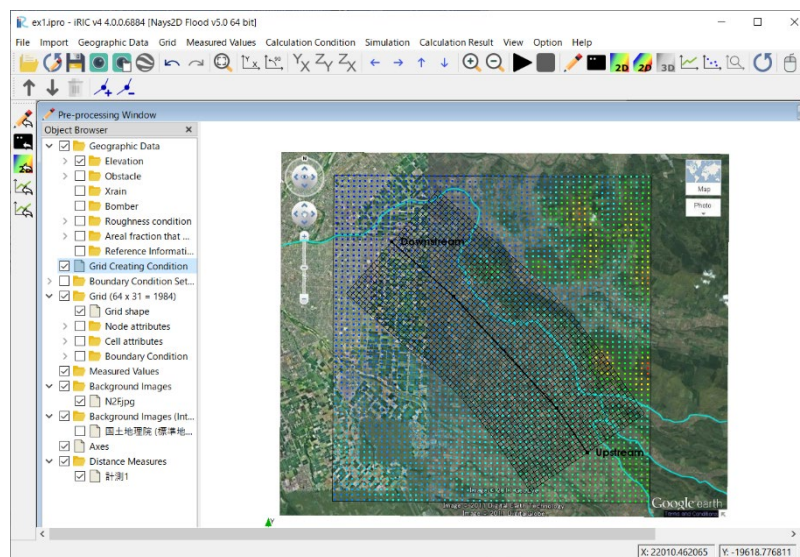 ex1.ipro - iRIC v4 4.0.0.6884 [Nays2D Flood v5.0 64 bit]
File Import Geographic Data Grid Measured Values Calculation Condition Simulation Calculation Result View Option Help
Pre-processing Window
Object Browser
Geographic Data
Elevation
Obstacle
Xrain
Bomber
Roughness condition
Areal fraction that ...
Reference Informati...
Grid Creating Condition
Boundary Condition Set...
Grid (64 x 31 = 1984)
Grid shape
Node attributes
Cell attributes
Boundary Condition
Measured Values
Background Images
N2F.jpg
Background Images (Int...
国土地理院 (標準地...
Axes
Distance Measures
計測1
Map
Photo
Downstream
Upstream
Google earth
Terms and Conditions
X: 22010.462065 Y: -19618.776811